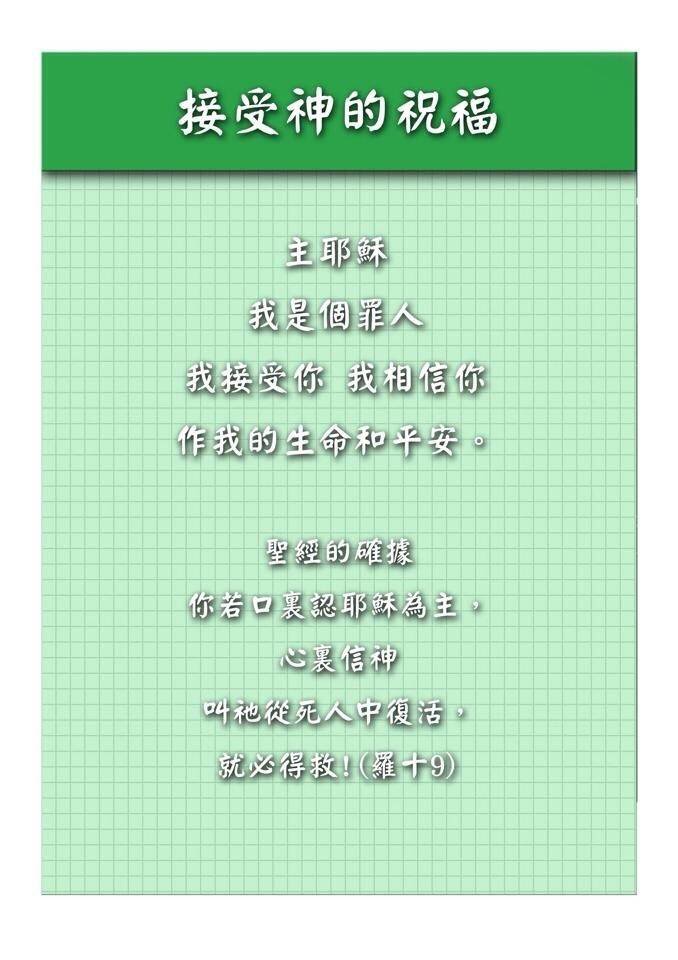 接受神的祝福
主耶穌
我是個罪人
我接受你 我相信你
作我的生命和平安。
聖經的確據
你若口裏認耶穌為主，
心裏信神
叫祂從死人中復活，
就必得救!(羅十9)